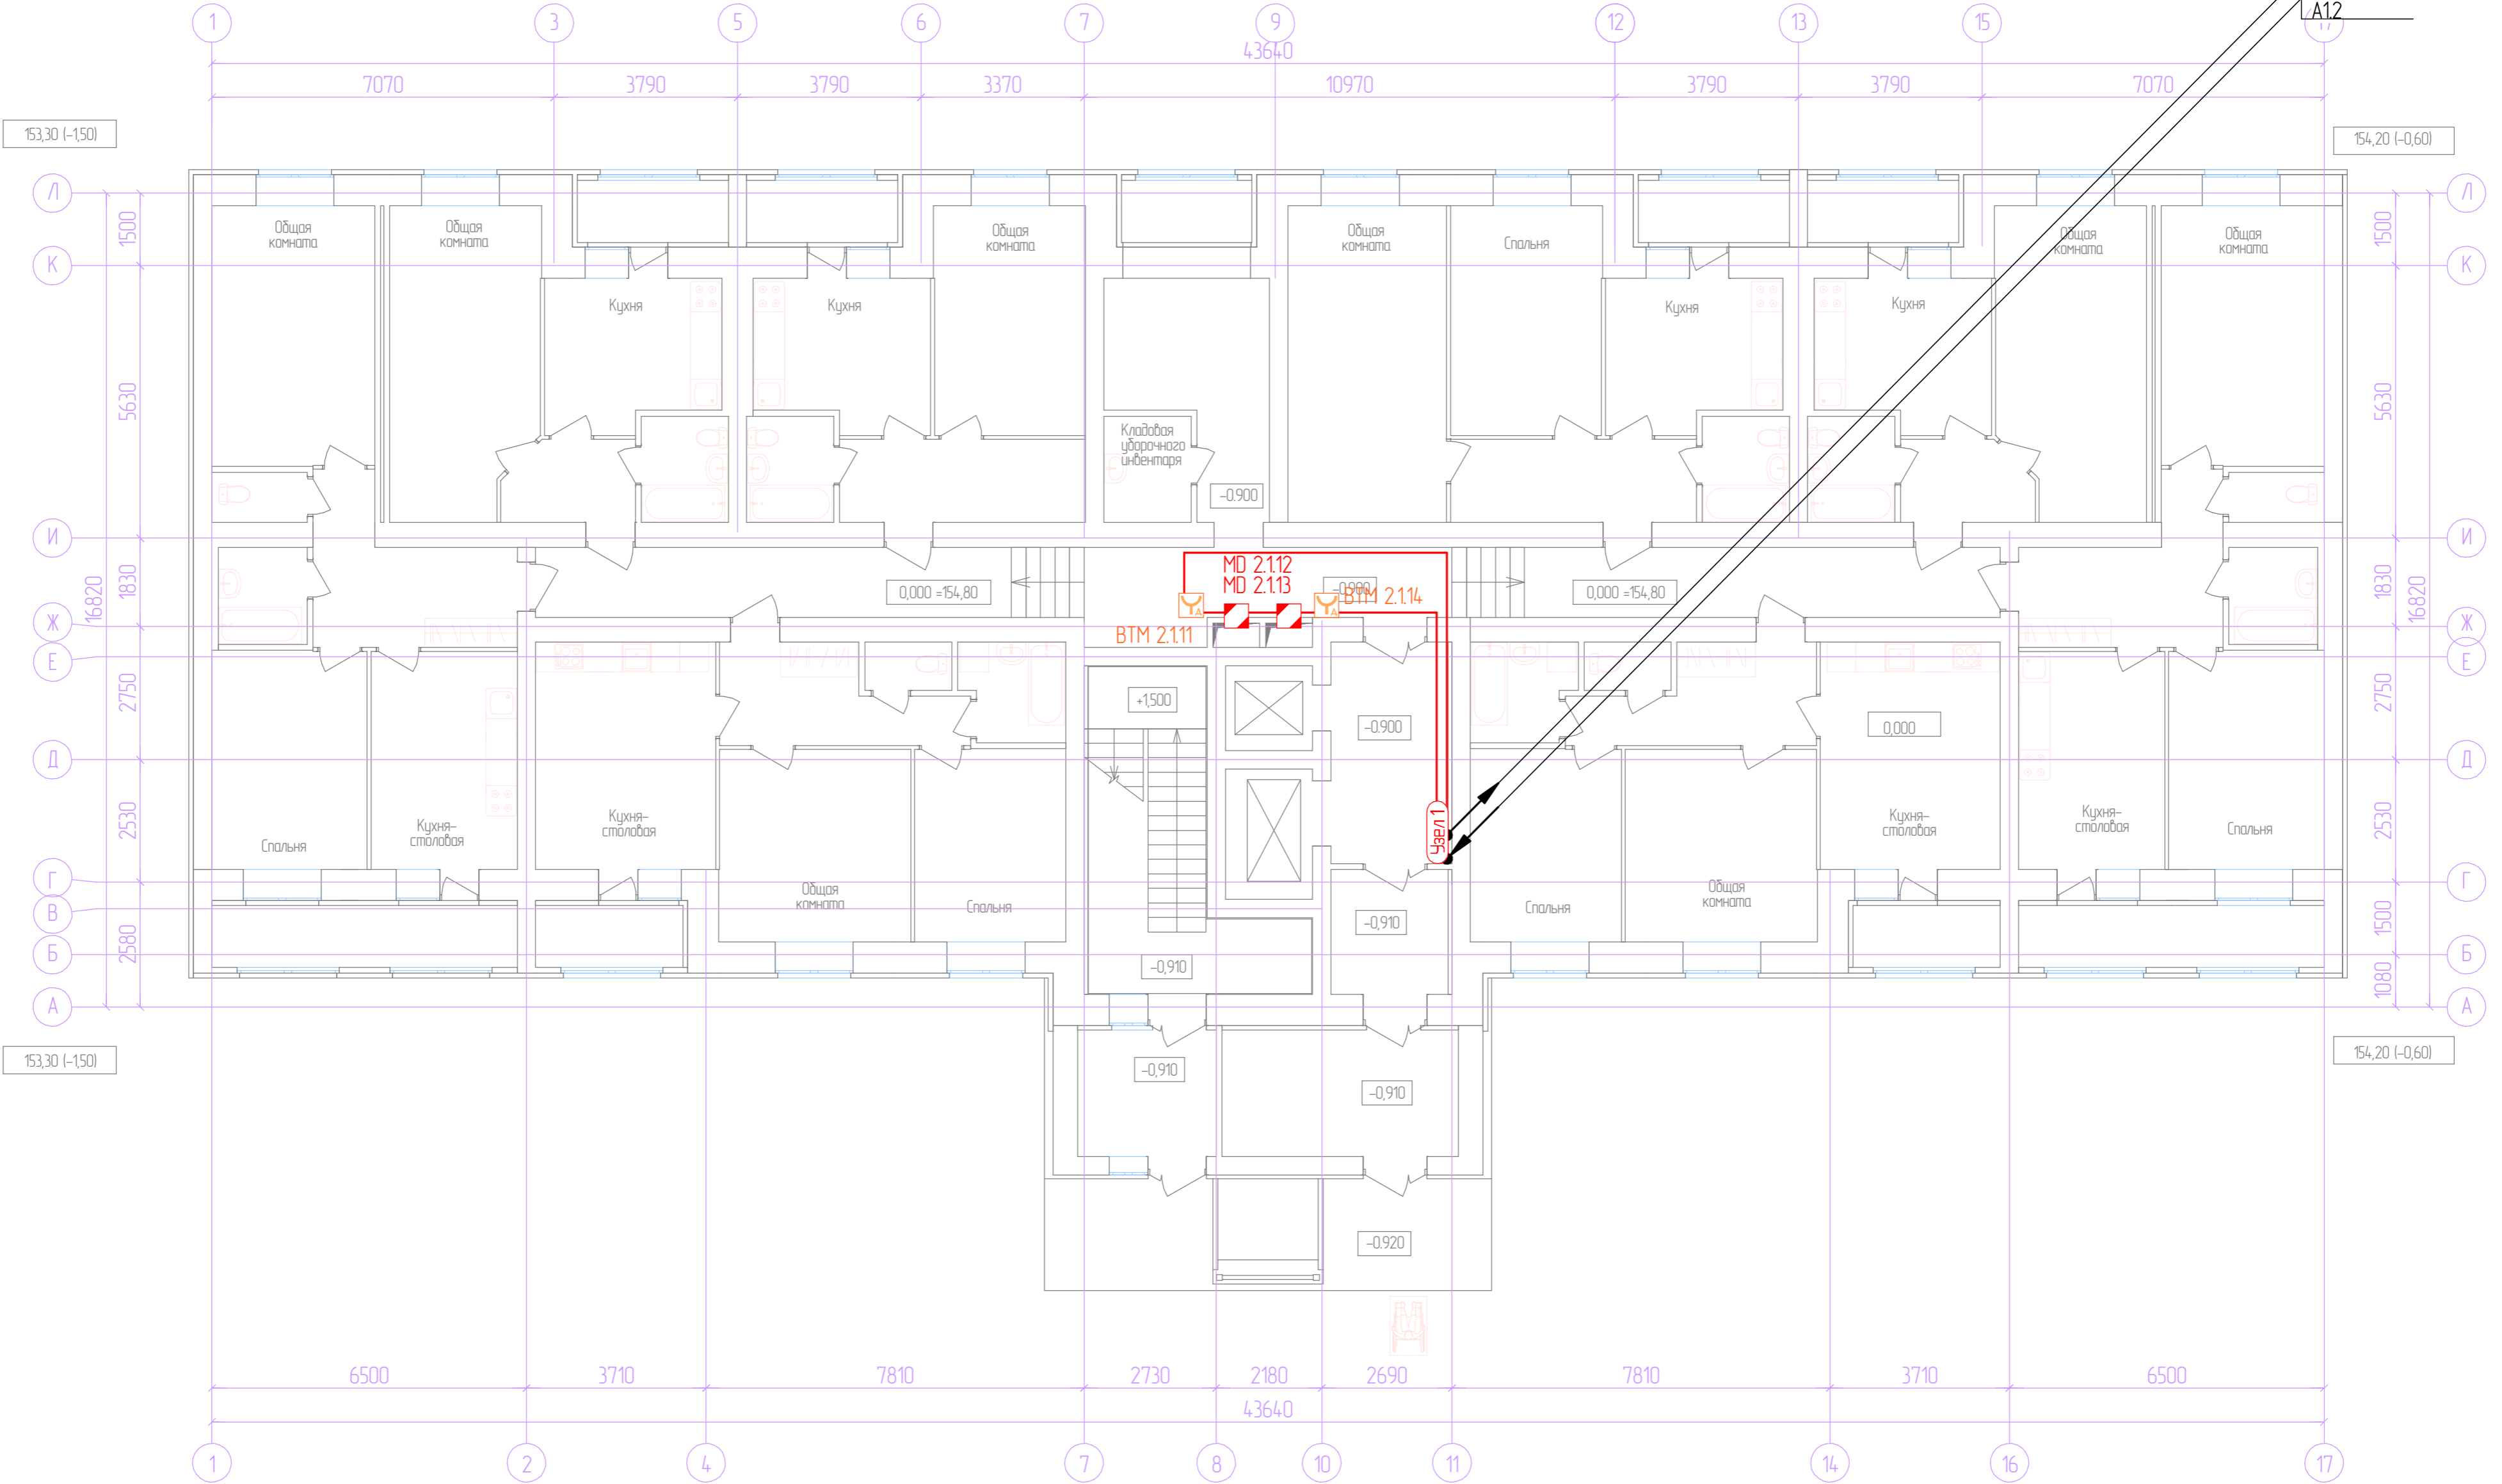 1
3
5
6
7
9
12
13
15
17
A1.2
43640
7070
3790
3790
3370
10970
3790
3790
7070
153,30 (-1,50)
154,20 (-0,60)
Л
Л
1500
1500
Общая
комната
Общая
комната
Общая
комната
Общая
комната
Спальня
Общая
комната
Общая
комната
К
К
Кухня
Кухня
Кухня
Кухня
5630
5630
Кладовая
уборочного
инвентаря
-0.900
И
И
1830
1830
16820
16820
0,000 =154,80
MD 2.1.12
MD 2.1.13
-0.900
BTM 2.1.14
0,000 =154,80
BTM 2.1.11
Ж
Ж
Е
Е
2750
2750
+1,500
-0.900
0,000
Д
Д
2530
2530
Узел 1
Спальня
Кухня-
столовая
Кухня-
столовая
Кухня-
столовая
Кухня-
столовая
Спальня
Г
Г
Общая
комната
Спальня
Спальня
Общая
комната
В
-0,910
2580
1500
Б
Б
-0,910
1080
А
А
153,30 (-1,50)
154,20 (-0,60)
-0,910
-0,910
-0.920
6500
3710
7810
2730
2180
2690
7810
3710
6500
43640
1
2
4
7
8
10
11
14
16
17